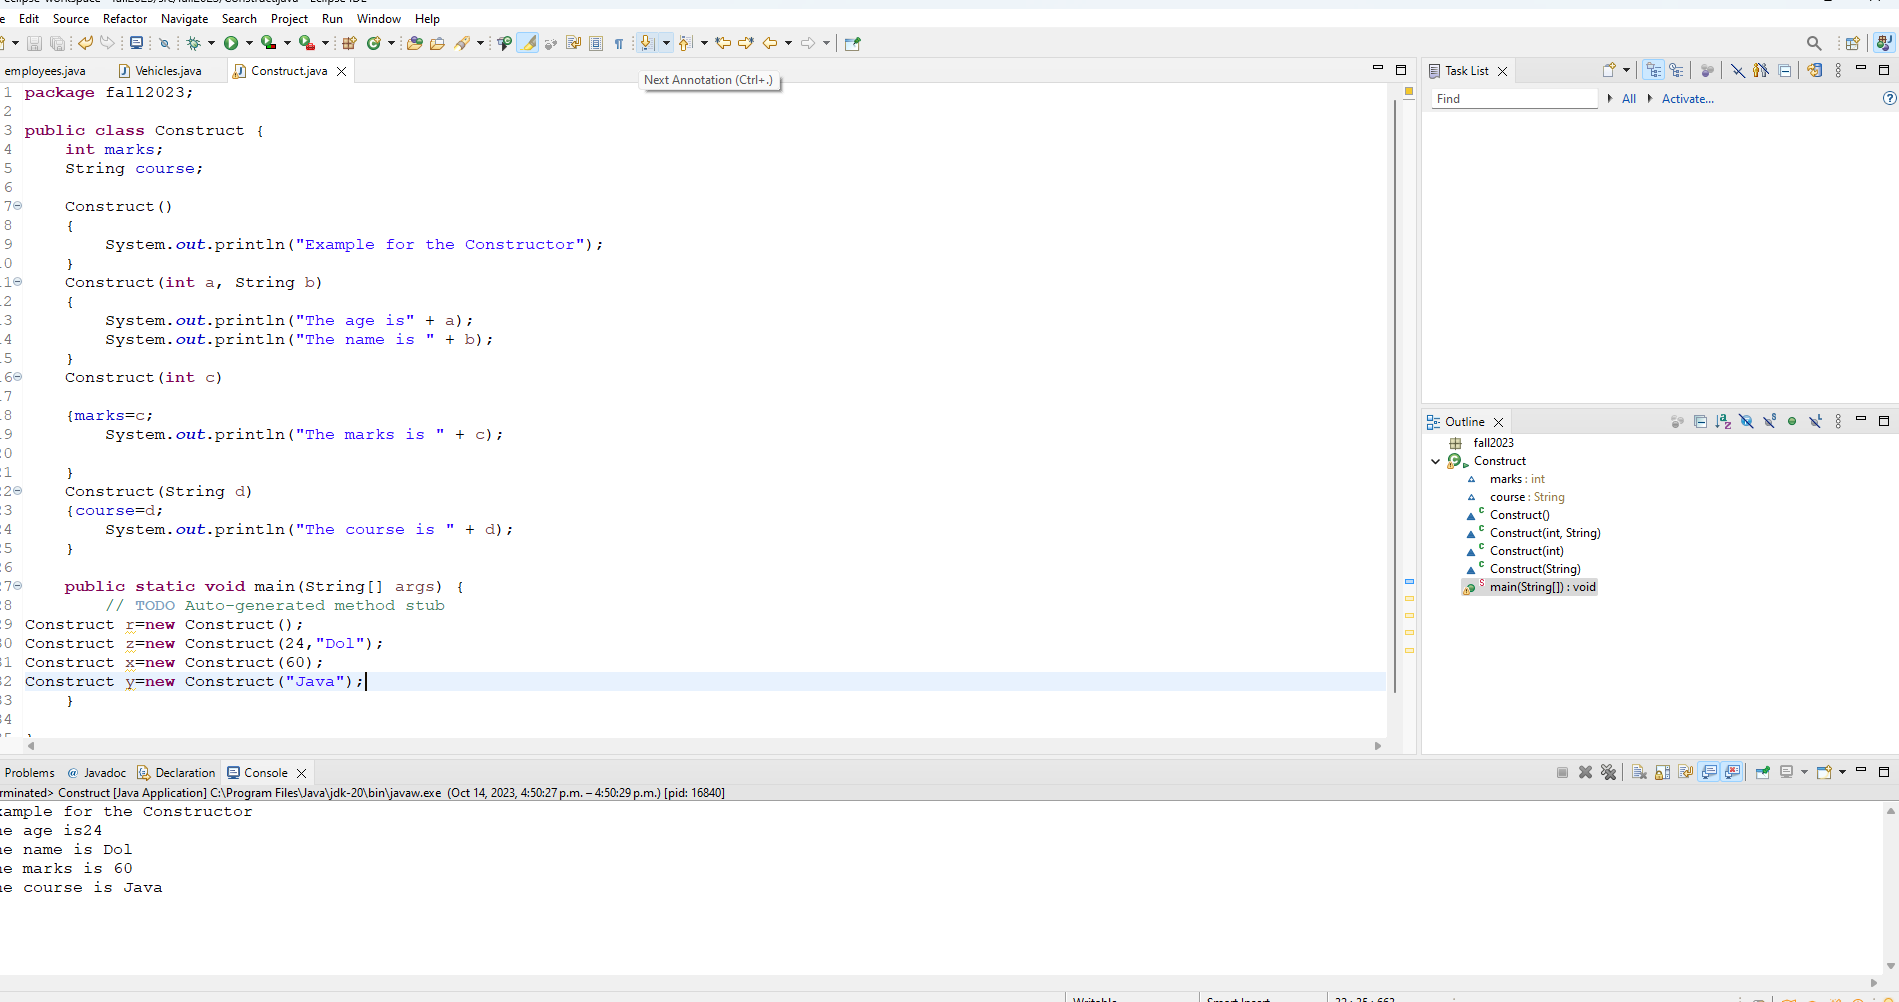 Edit Source Refactor Navigate Search Project Run Window Help
employees.java Vehicles.java Construct.java
Next Annotation (Ctrl+.)
1 package fall2023;
2
3 public class Construct {
4 int marks;
5 String course;
6
7 Construct()
8 {
9 System.out.println("Example for the Constructor");
0 }
11 Construct(int a, String b)
2 {
3 System.out.println("The age is" + a);
4 System.out.println("The name is " + b);
5 }
6 Construct(int c)
7
8 {marks=c;
9 System.out.println("The marks is " + c);
0
1 }
22 Construct(String d)
3 {course=d;
4 System.out.println("The course is " + d);
5 }
6
7 public static void main(String[] args) {
8 // TODO Auto-generated method stub
9 Construct r=new Construct();
0 Construct z=new Construct(24,"Dol");
1 Construct x=new Construct(60);
2 Construct y=new Construct("Java");
3 }
4
Task List
Find All Activate...
Outline
fall2023
Construct
marks : int
course : String
Construct()
Construct(int, String)
Construct(int)
Construct(String)
main(String[]) : void
Problems @ Javadoc Declaration Console
rminated> Construct [Java Application] C:\Program Files\Java\jdk-20\bin\javaw.exe (Oct 14, 2023, 4:50:27 p.m. – 4:50:29 p.m.) [pid: 16840]
ample for the Constructor
e age is24
e name is Dol
e marks is 60
e course is Java